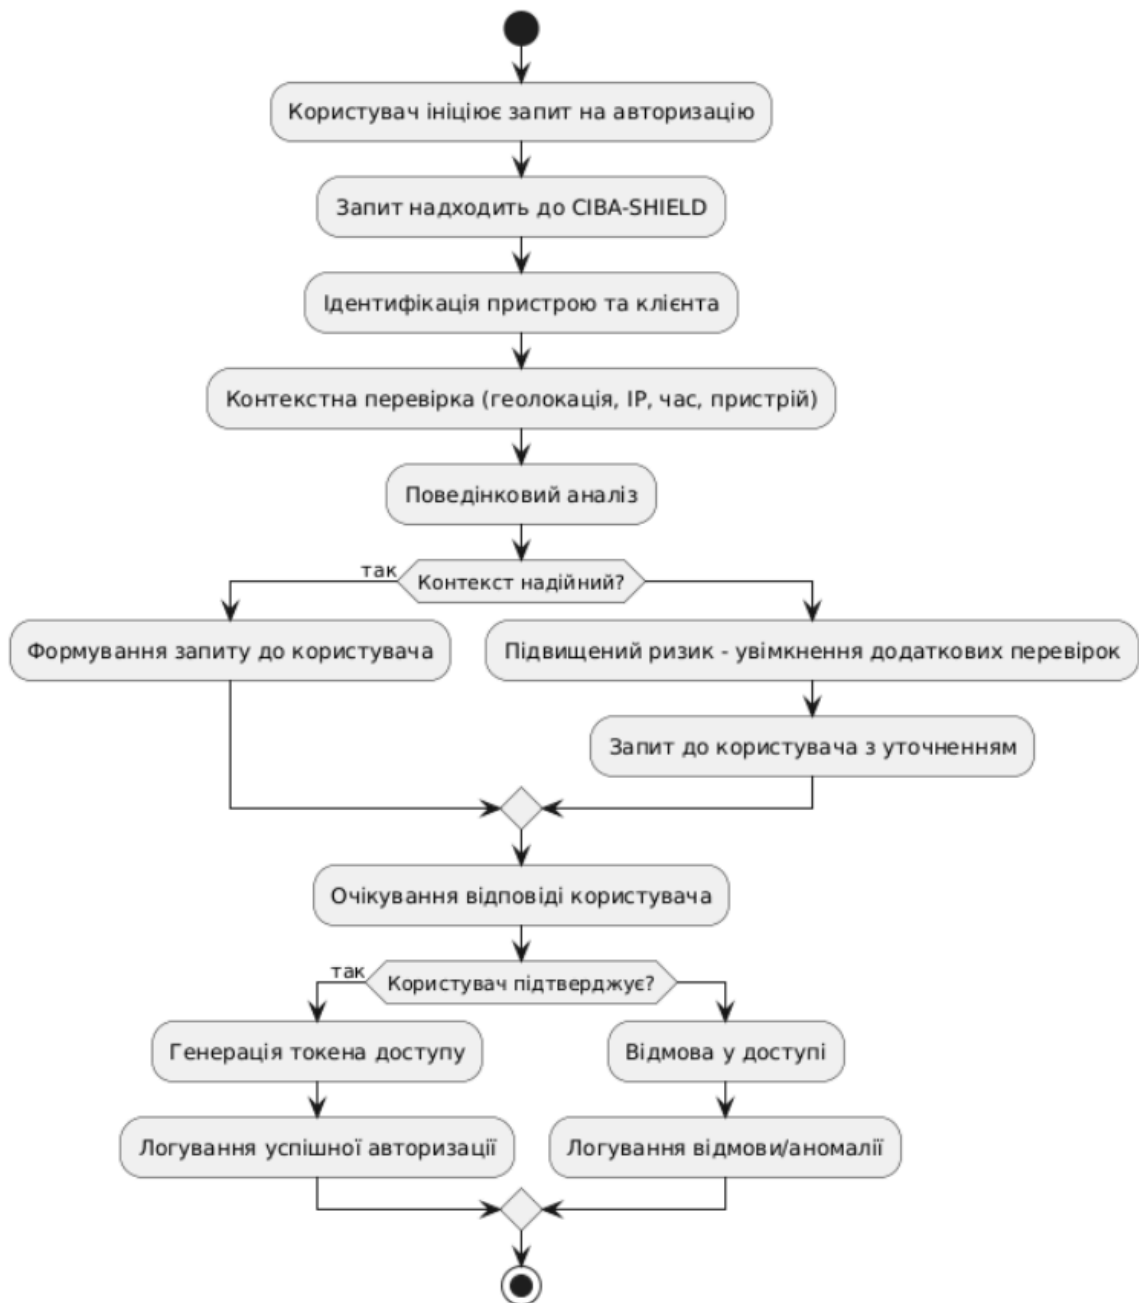 Користувач ініціює запит на авторизацію
Запит надходить до CIBA-SHIELD
Ідентифікація пристрою та клієнта
Контекстна перевірка (геолокація, IP, час, пристрій)
Поведінковий аналіз
так
Контекст надійний?
Формування запиту до користувача
Підвищений ризик - увімкнення додаткових перевірок
Запит до користувача з уточненням
Очікування відповіді користувача
так
Користувач підтверджує?
Генерація токена доступу
Відмова у доступі
Логування успішної авторизації
Логування відмови/аномалії